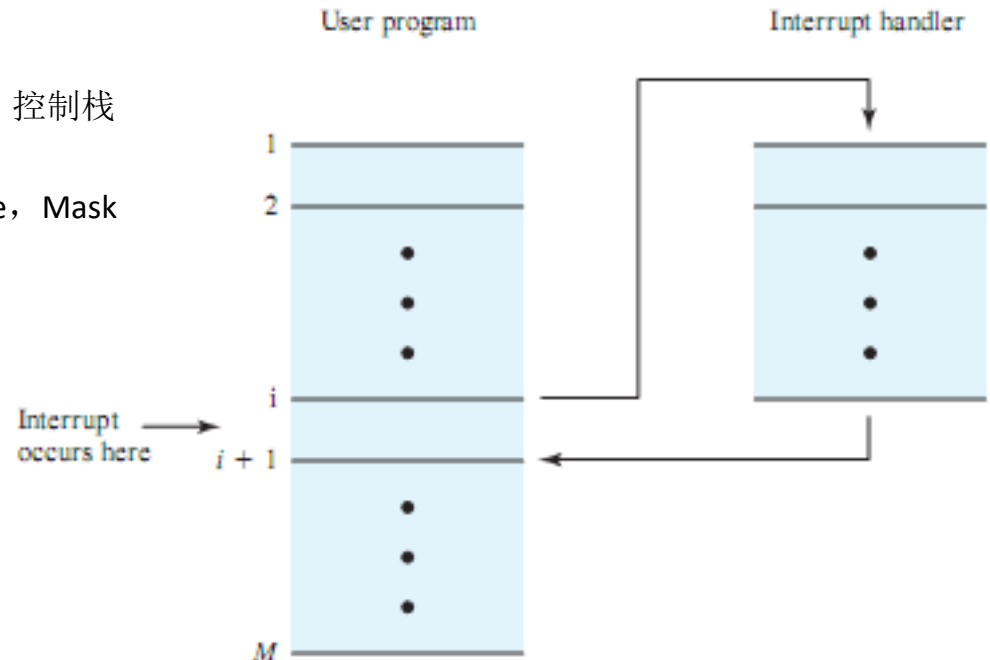 User program
Interrupt handler
控制栈
1
2
e，Mask
i
Interrupt
occurs here
i + 1
M